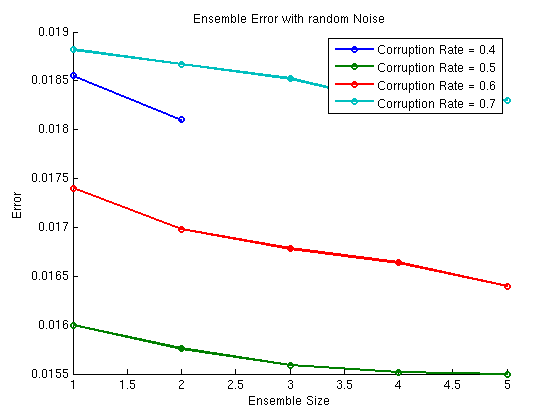 Ensemble Error with random Noise
0.019
0.0185
0.018
0.0175
0.017
0.0165
0.016
0.0155
Error
Corruption Rate = 0.4
Corruption Rate = 0.5
Corruption Rate = 0.6
Corruption Rate = 0.7
1 1.5 2 2.5 3 3.5 4 4.5 5
Ensemble Size